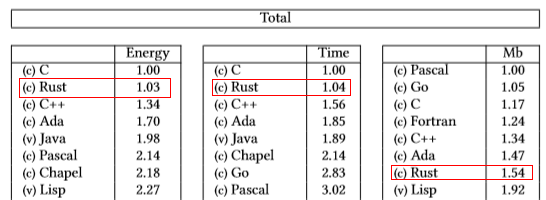 Total
Energy Time Mb
(c) C 1.00 (c) C 1.00 (c) Pascal 1.00
(c) Rust 1.03 (c) Rust 1.04 (c) Go 1.05
(c) C++ 1.34 (c) C++ 1.56 (c) C 1.17
(c) Ada 1.70 (c) Ada 1.85 (c) Fortran 1.24
(v) Java 1.98 (v) Java 1.89 (c) C++ 1.34
(c) Pascal 2.14 (c) Chapel 2.14 (c) Ada 1.47
(c) Chapel 2.18 (c) Go 2.83 (c) Rust 1.54
(v) Lisp 2.27 (c) Pascal 3.02 (v) Lisp 1.92